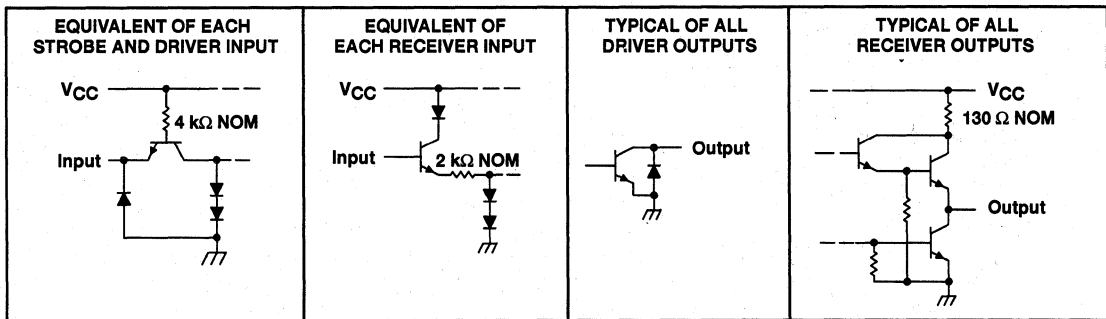 EQUIVALENT OF EACH
STROBE AND DRIVER INPUT
VCC
4 kΩ NOM
Input
EQUIVALENT OF
EACH RECEIVER INPUT
VCC
Input
2 kΩ NOM
TYPICAL OF ALL
DRIVER OUTPUTS
Output
TYPICAL OF ALL
RECEIVER OUTPUTS
VCC
130 Ω NOM
Output